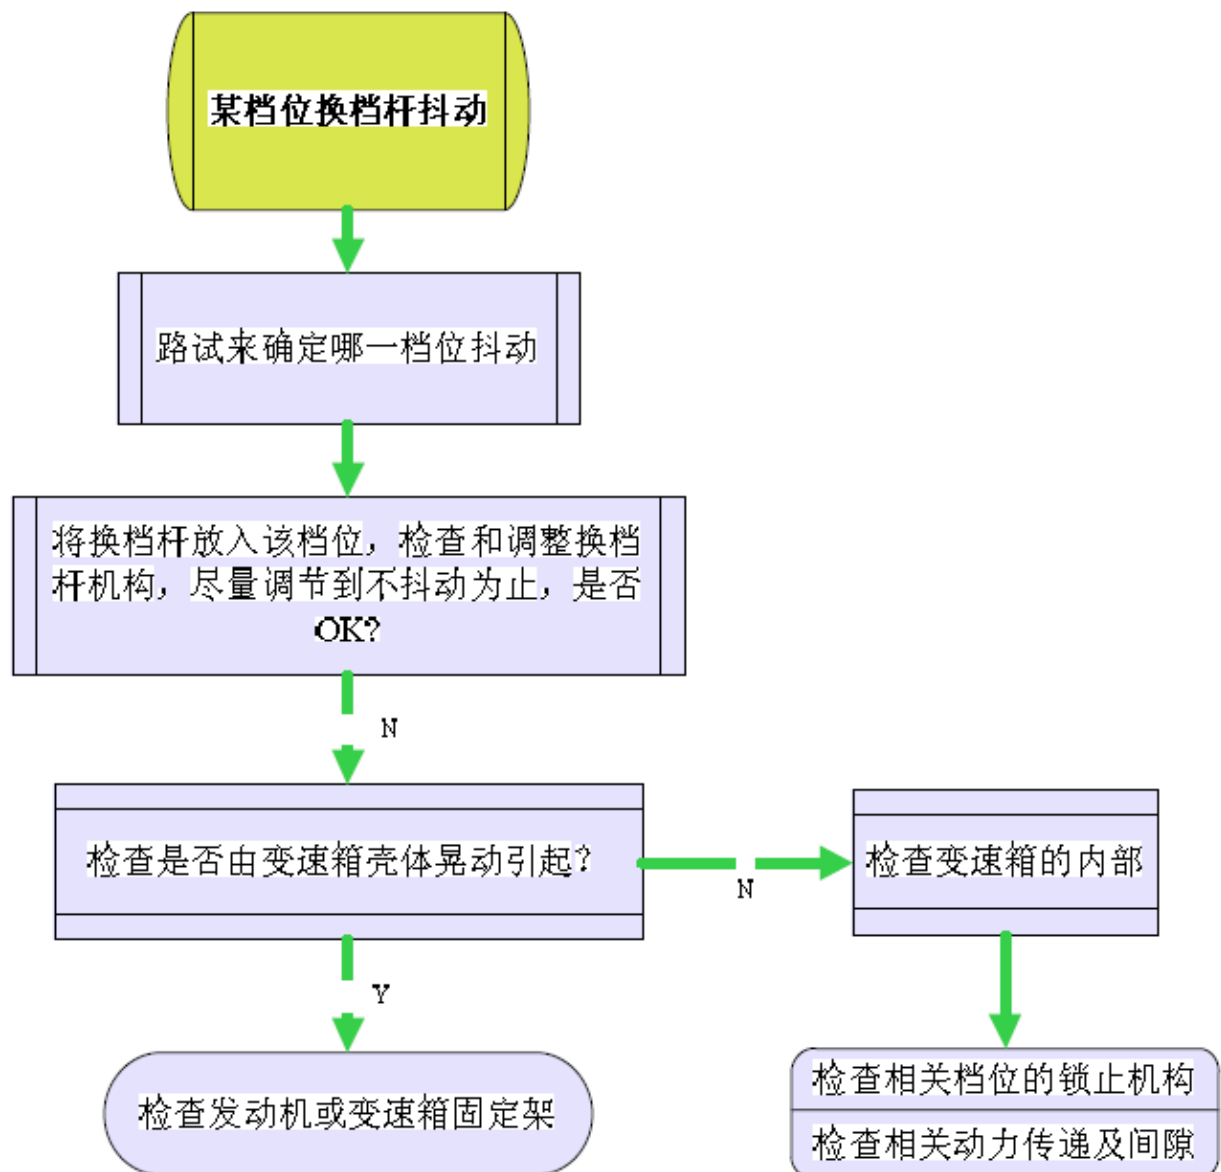 某档位换档杆抖动
路试来确定哪一档位抖动
将换档杆放入该档位，检查和调整换档
杆机构，尽量调节到不抖动为止，是否
OK?
N
检查是否由变速箱壳体晃动引起?
N
检查变速箱的内部
Y
检查发动机或变速箱固定架
检查相关档位的锁止机构
检查相关动力传递及间隙